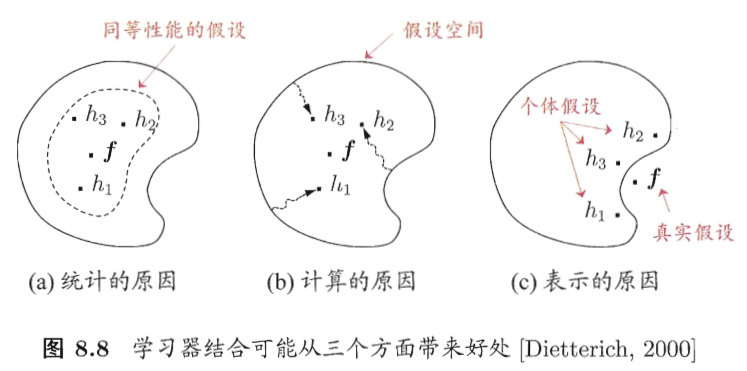 同等性能的假设
假设空间
h3 h2
f
h1
h3 h2
f
h1
个体假设
h2
h3
f
h1
真实假设
(a) 统计的原因
(b) 计算的原因
(c) 表示的原因
图 8.8 学习器结合可能从三个方面带来好处 [Dietterich, 2000]